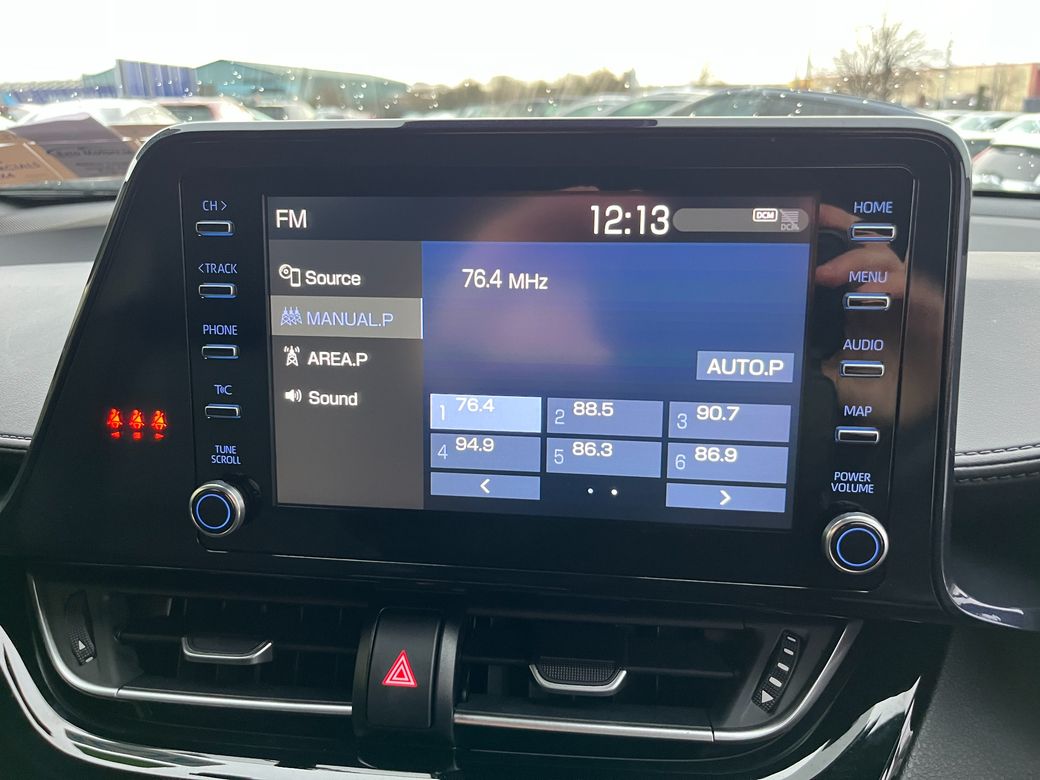 CH >
< TRACK
PHONE
T©C
TUNE
SCROLL
FM
12:13
DCM
Source
MANUAL.P
AREA.P
Sound
76.4 MHz
AUTO.P
1 76.4
2 88.5
3 90.7
4 94.9
5 86.3
6 86.9
<
>
HOME
MENU
AUDIO
MAP
POWER
VOLUME